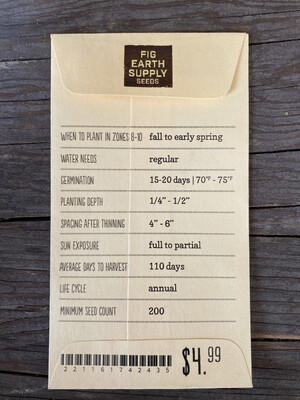 FIG
EARTH
SUPPLY
SEEDS
WHEN TO PLANT IN ZONES 8-10 fall to early spring
WATER NEEDS regular
GERMINATION 15-20 days | 70°F - 75°F
PLANTING DEPTH 1/4" - 1/2"
SPACING AFTER THINNING 4" - 6"
SUN EXPOSURE full to partial
AVERAGE DAYS TO HARVEST 110 days
LIFE CYCLE annual
MINIMUM SEED COUNT 200
22116742435 $4.99